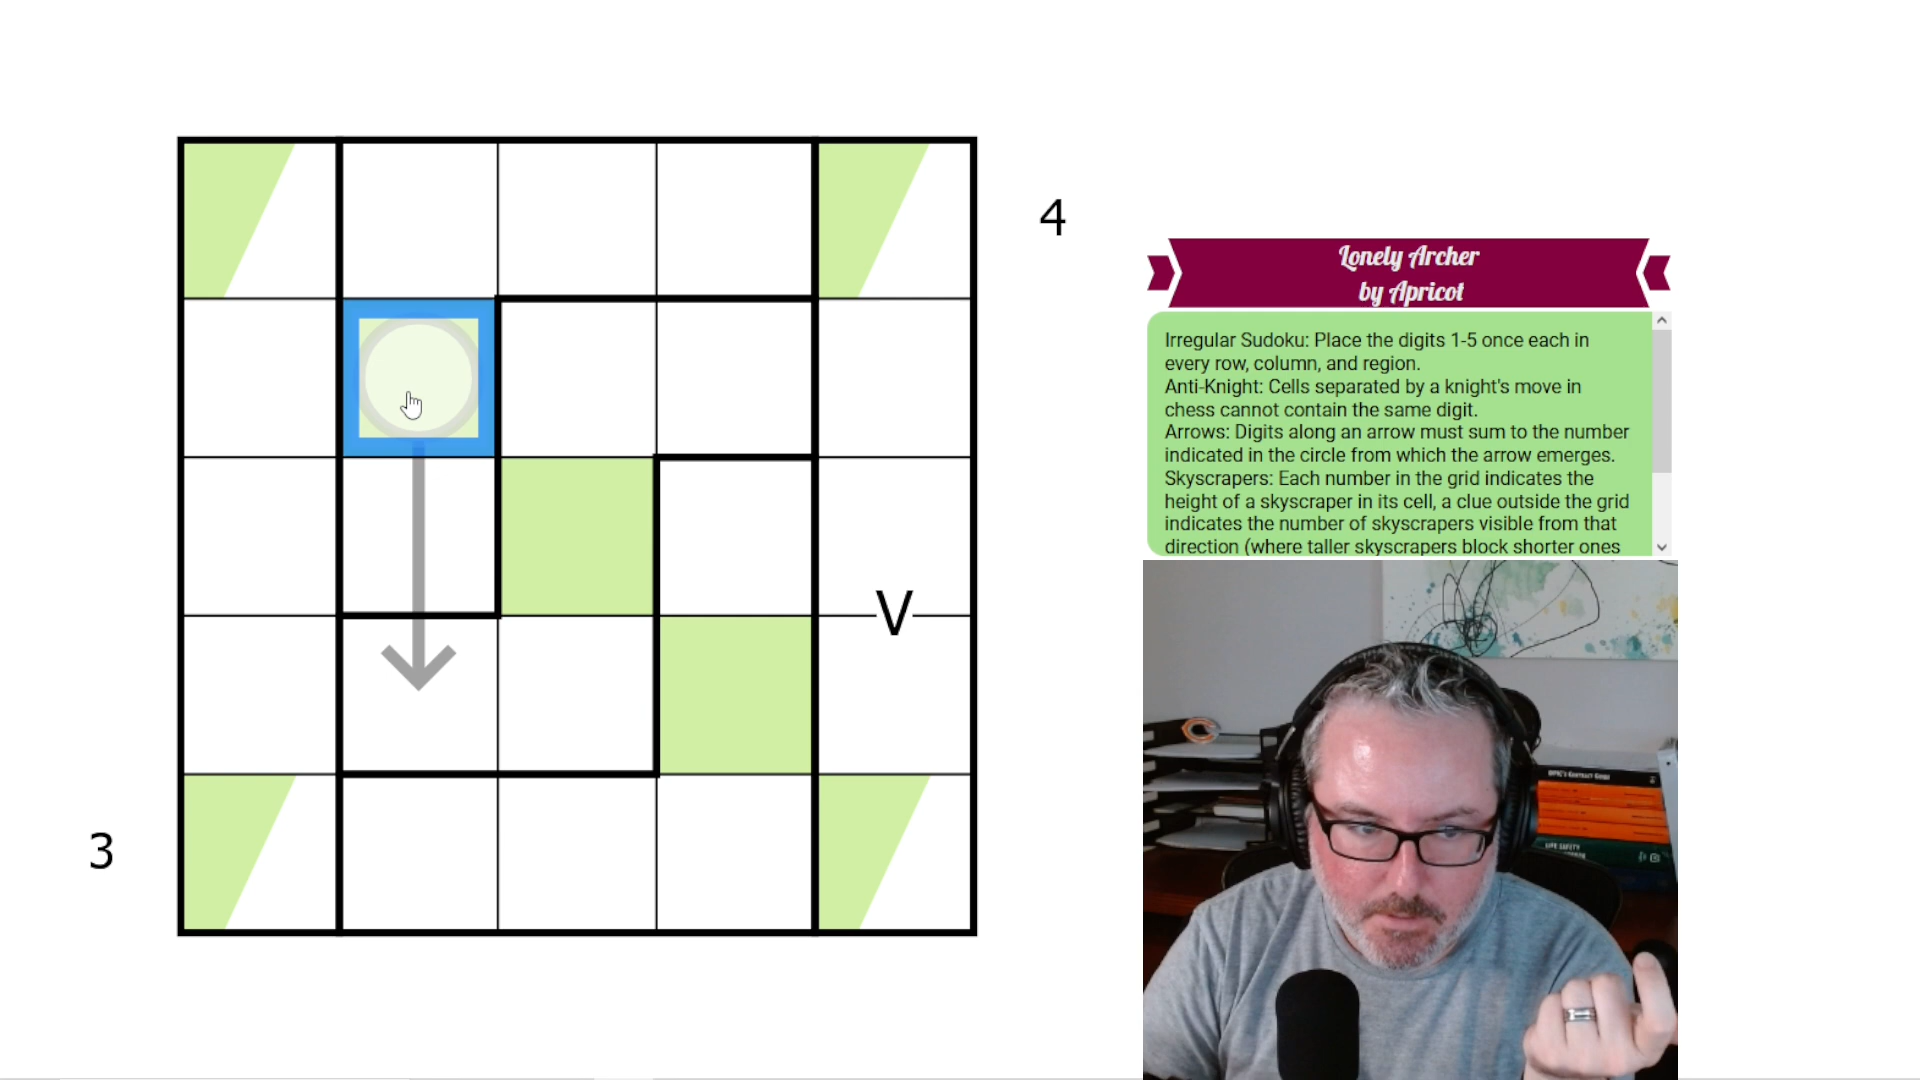 4
V
3
Lonely Archer
by Apricot
Irregular Sudoku: Place the digits 1-5 once each in
every row, column, and region.
Anti-Knight: Cells separated by a knight's move in
chess cannot contain the same digit.
Arrows: Digits along an arrow must sum to the number
indicated in the circle from which the arrow emerges.
Skyscrapers: Each number in the grid indicates the
height of a skyscraper in its cell, a clue outside the grid
indicates the number of skyscrapers visible from that
direction (where taller skyscrapers block shorter ones
LIFE SAFETY